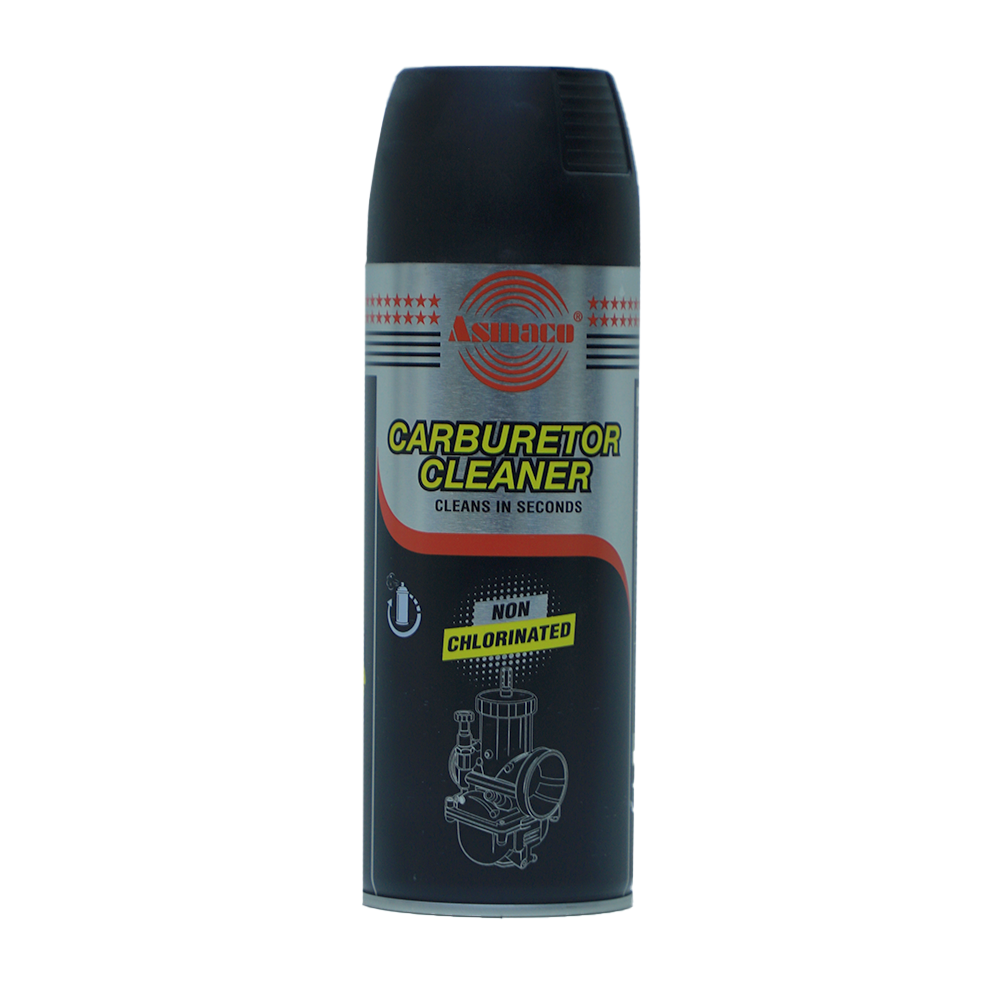 Asmaco®
CARBURETOR
CLEANER
CLEANS IN SECONDS
NON
CHLORINATED